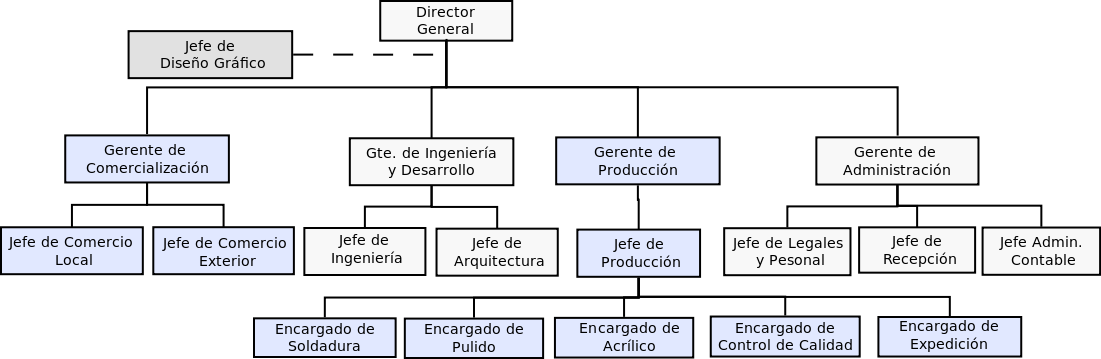 Director
General
Jefe de
Diseño Gráfico
Gerente de
Comercialización
Gte. de Ingeniería
y Desarrollo
Gerente de
Producción
Gerente de
Administración
Jefe de Comercio
Local
Jefe de Comercio
Exterior
Jefe de
Ingeniería
Jefe de
Arquitectura
Jefe de
Producción
Jefe de Legales
y Pesonal
Jefe de
Recepción
Jefe Admin.
Contable
Encargado de
Soldadura
Encargado de
Pulido
Encargado de
Acrílico
Encargado de
Control de Calidad
Encargado de
Expedición